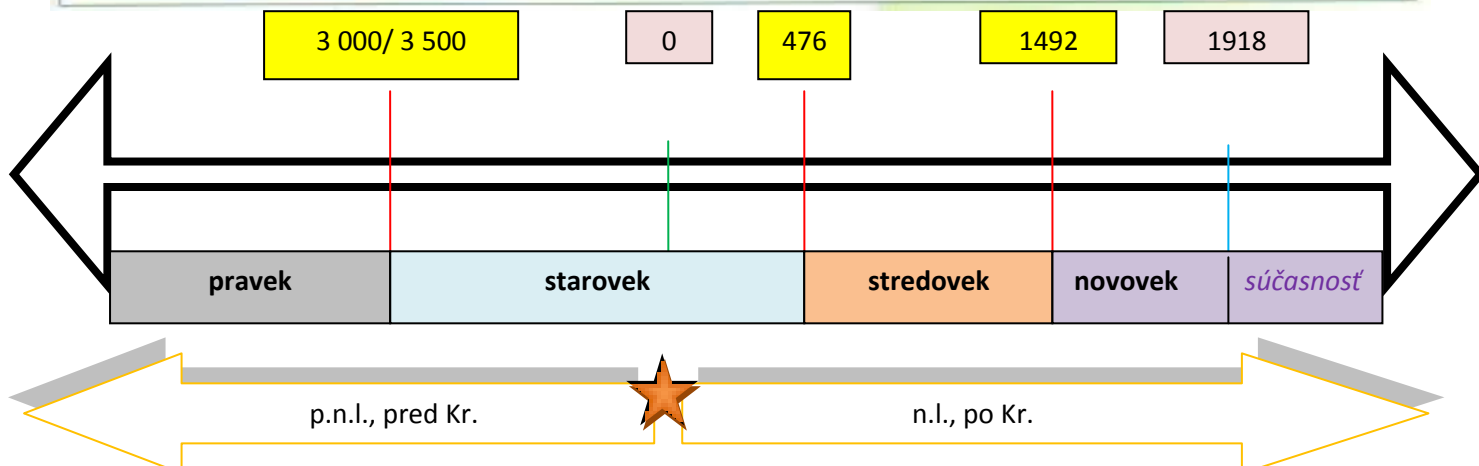 3 000/ 3 500 0 476 1492 1918
pravek starovek stredovek novovek súčasnosť
p.n.l., pred Kr. n.l., po Kr.